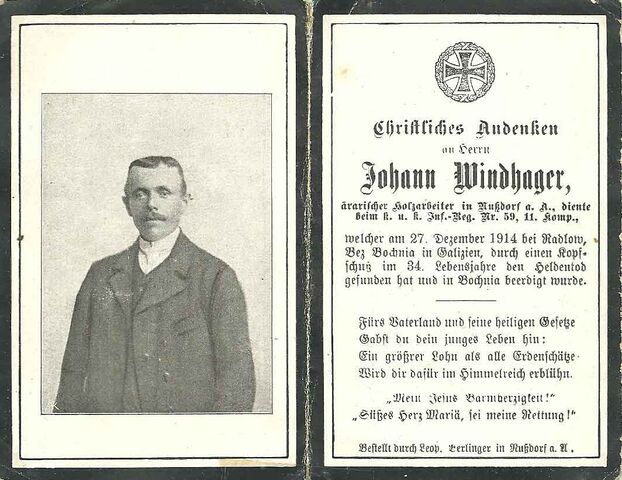 Christliches Andenken
an Herrn
Johann Windhager,
ärarischer Holzarbeiter in Nußdorf a. A., diente
beim k. u. k. Inf.-Reg. Nr. 59, 11. Komp.,
welcher am 27. Dezember 1914 bei Radlow,
Bez Bochnia in Galizien, durch einen Kopf-
schuß im 34. Lebensjahre den Heldentod
gefunden hat und in Bochnia beerdigt wurde.
Fürs Vaterland und seine heiligen Gesetze
Gabst du dein junges Leben hin:
Ein größrer Lohn als alle Erdenschätze
Wird dir dafür im Himmelreich erblühn.
„Mein Jesus Barmherzigkeit!"
„Süßes Herz Mariä, sei meine Rettung!"
Bestellt durch Leop. Berlinger in Nußdorf a. A.